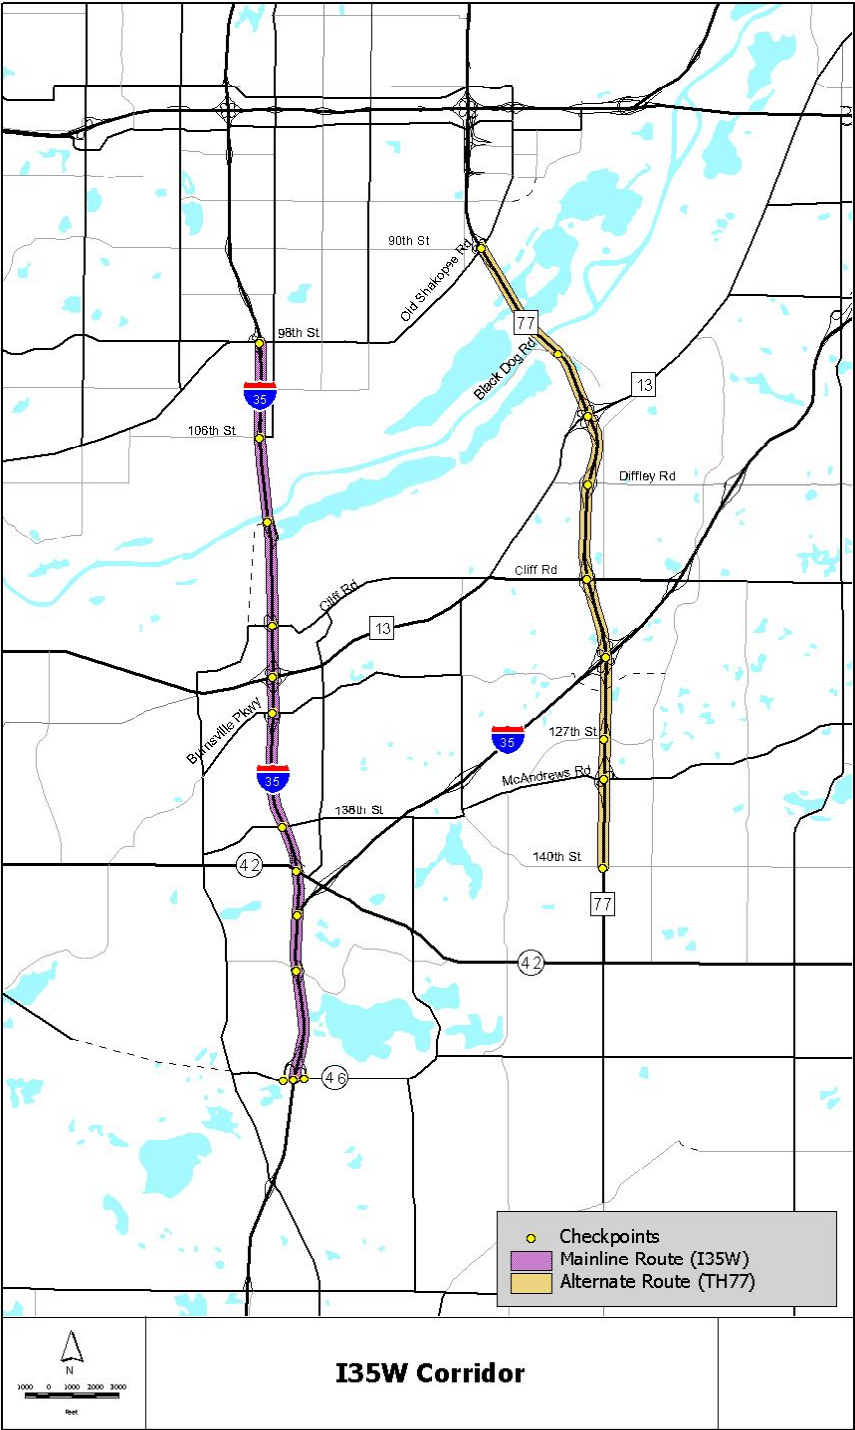 90th St
Old Shakopee Rd
77
98th St
Black Dog Rd
35
13
106th St
Diffley Rd
Cliff Rd
Cliff Rd
13
Burnsville Pkwy
35
127th St
35
McAndrews Rd
138th St
42
140th St
77
42
46
Checkpoints
Mainline Route (I35W)
Alternate Route (TH77)
N
1000 0 1000 2000 3000
Feet
I35W Corridor